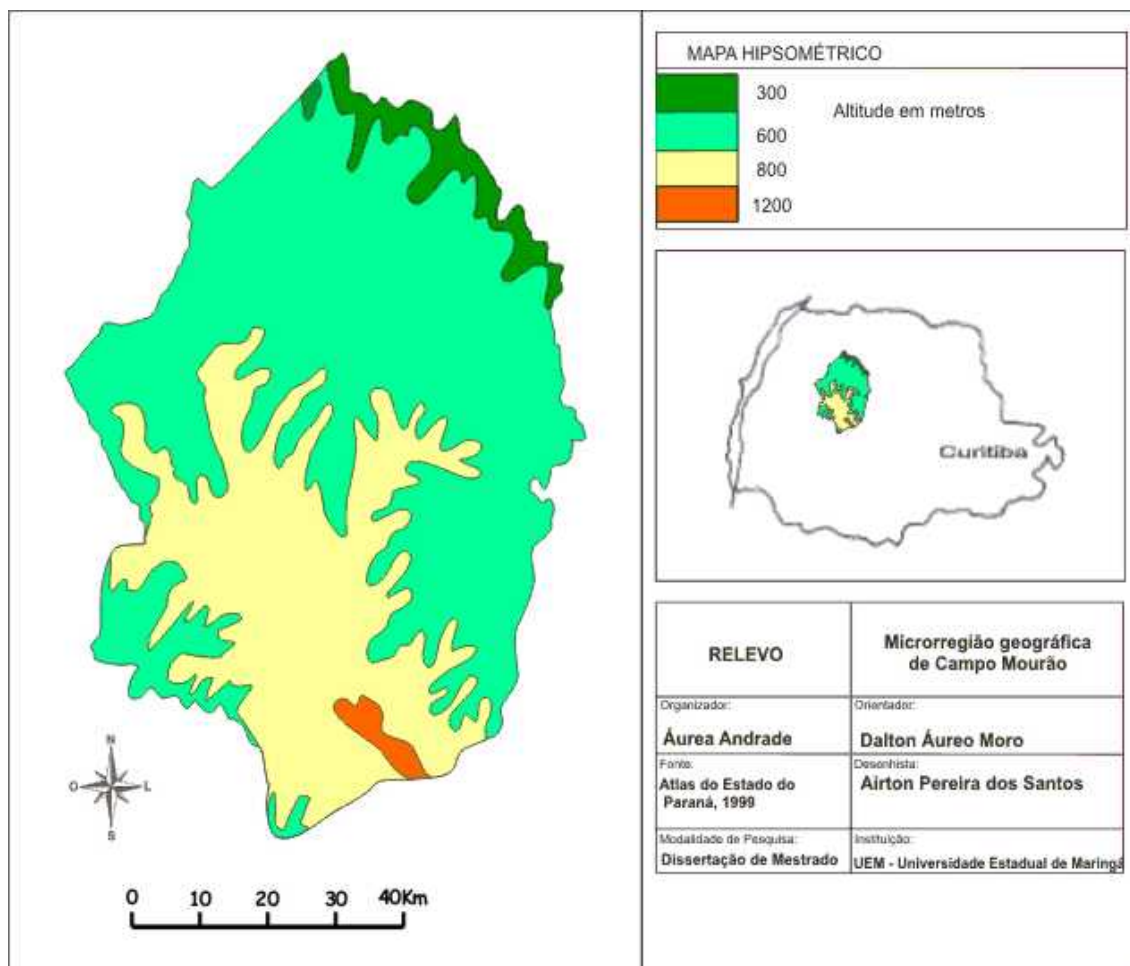 MAPA HIPSOMÉTRICO
300
Altitude em metros
600
800
1200
Curitiba
RELEVO
Microrregião geográfica
de Campo Mourão
Organizador:
Áurea Andrade
Orientador:
Dalton Áureo Moro
Fonte:
Atlas do Estado do
Paraná, 1999
Desenhista:
Airton Pereira dos Santos
Modalidade de Pesquisa:
Dissertação de Mestrado
Instituição:
UEM - Universidade Estadual de Maringá
N
O
L
S
0 10 20 30 40Km